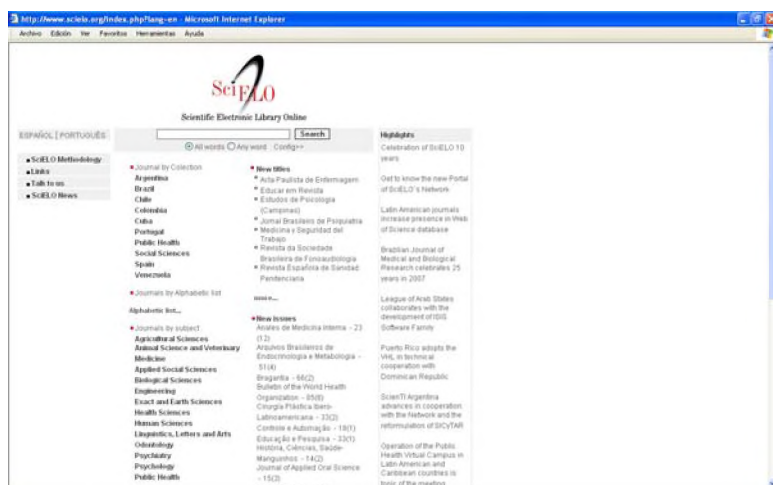 http://www.scielo.org/index.php?lang=en - Microsoft Internet Explorer
Archivo Edición Ver Favoritos Herramientas Ayuda
SciELO
Scientific Electronic Library Online
ESPAÑOL | PORTUGUÊS
SciELO Methodology
Links
Talk to us
SciELO News
Search
All words Any word Config>>
Journal by Colection
Argentina
Brazil
Chile
Colombia
Cuba
Portugal
Public Health
Social Sciences
Spain
Venezuela
Journals by Alphabetic list
Alphabetic list...
Journals by subject
Agricultural Sciences
Animal Science and Veterinary
Medicine
Applied Social Sciences
Biological Sciences
Engineering
Exact and Earth Sciences
Health Sciences
Human Sciences
Linguistics, Letters and Arts
Odontology
Psychiatry
Psychology
Public Health
New titles
Acta Paulista de Enfermagem
Educar em Revista
Estudos de Psicologia
(Campinas)
Jornal Brasileiro de Psiquiatria
Medicina y Seguridad del
Trabajo
Revista da Sociedade
Brasileira de Fonoaudiologia
Revista Española de Sanidad
Penitenciaria
more...
New issues
Anales de Medicina Interna - 23
(12)
Arquivos Brasileiros de
Endocrinologia e Metabologia -
51(4)
Bragantia - 66(2)
Bulletin of the World Health
Organization - 85(6)
Cirugía Plástica Ibero-
Latinoamericana - 33(2)
Controle e Automação - 18(1)
Educação e Pesquisa - 33(1)
História, Ciências, Saúde-
Manguinhos - 14(2)
Journal of Applied Oral Science
- 15(3)
Highlights
Celebration of SciELO 10
years
Get to know the new Portal
of SciELO's Network
Latin American journals
increase presence in Web
of Science database
Brazilian Journal of
Medical and Biological
Research celebrates 25
years in 2007
League of Arab States
collaborates with the
development of ISIS
Software Family
Puerto Rico adopts the
VHL in technical
cooperation with
Dominican Republic
ScienTI Argentina
advances in cooperation
with the Network and the
reformulation of SICyTAR
Operation of the Public
Health Virtual Campus in
Latin American and
Caribbean countries is
topic of the meeting